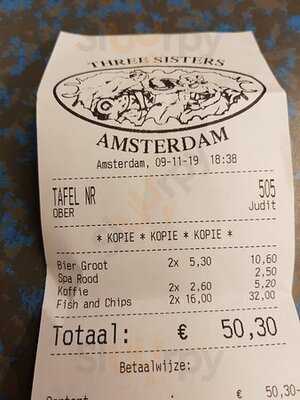 THREE SISTERS
AMSTERDAM
Amsterdam, 09-11-19 18:38
TAFEL NR 505
OBER Judit
* KOPIE * KOPIE * KOPIE *
Bier Groot 2x 5,30 10,60
Spa Rood 2,50
Koffie 2x 2,60 5,20
Fish and Chips 2x 16,00 32,00
Totaal: € 50,30
Betaalwijze:
€ 50,30-